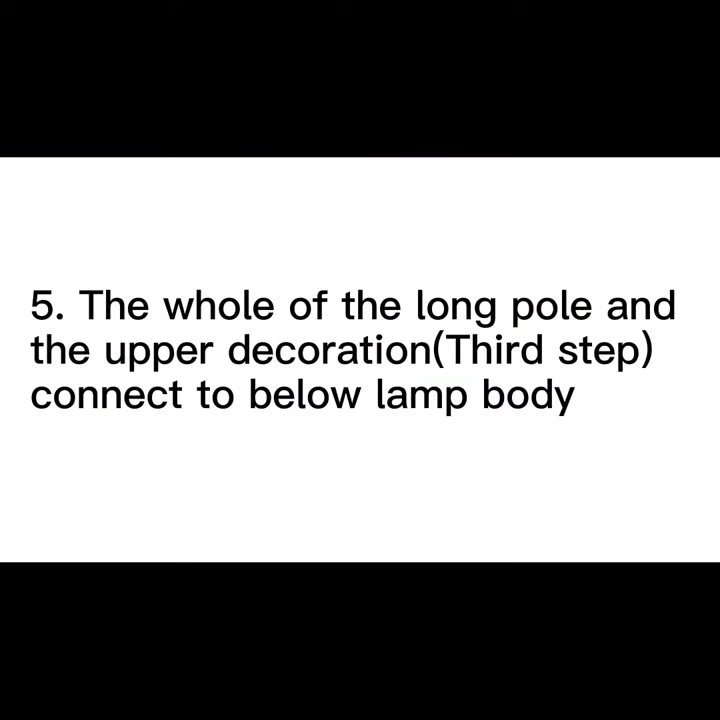 5. The whole of the long pole and
the upper decoration(Third step)
connect to below lamp body